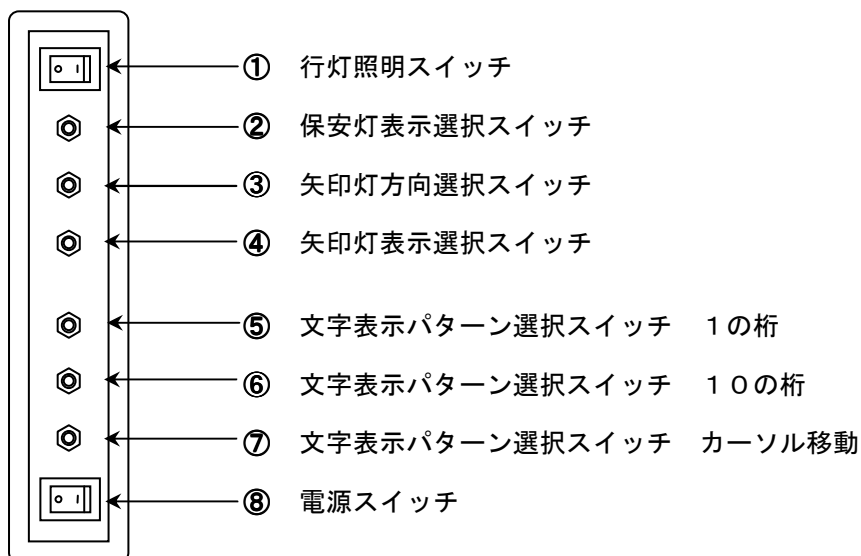 ① 行灯照明スイッチ
② 保安灯表示選択スイッチ
③ 矢印灯方向選択スイッチ
④ 矢印灯表示選択スイッチ
⑤ 文字表示パターン選択スイッチ　１の桁
⑥ 文字表示パターン選択スイッチ　１０の桁
⑦ 文字表示パターン選択スイッチ　カーソル移動
⑧ 電源スイッチ